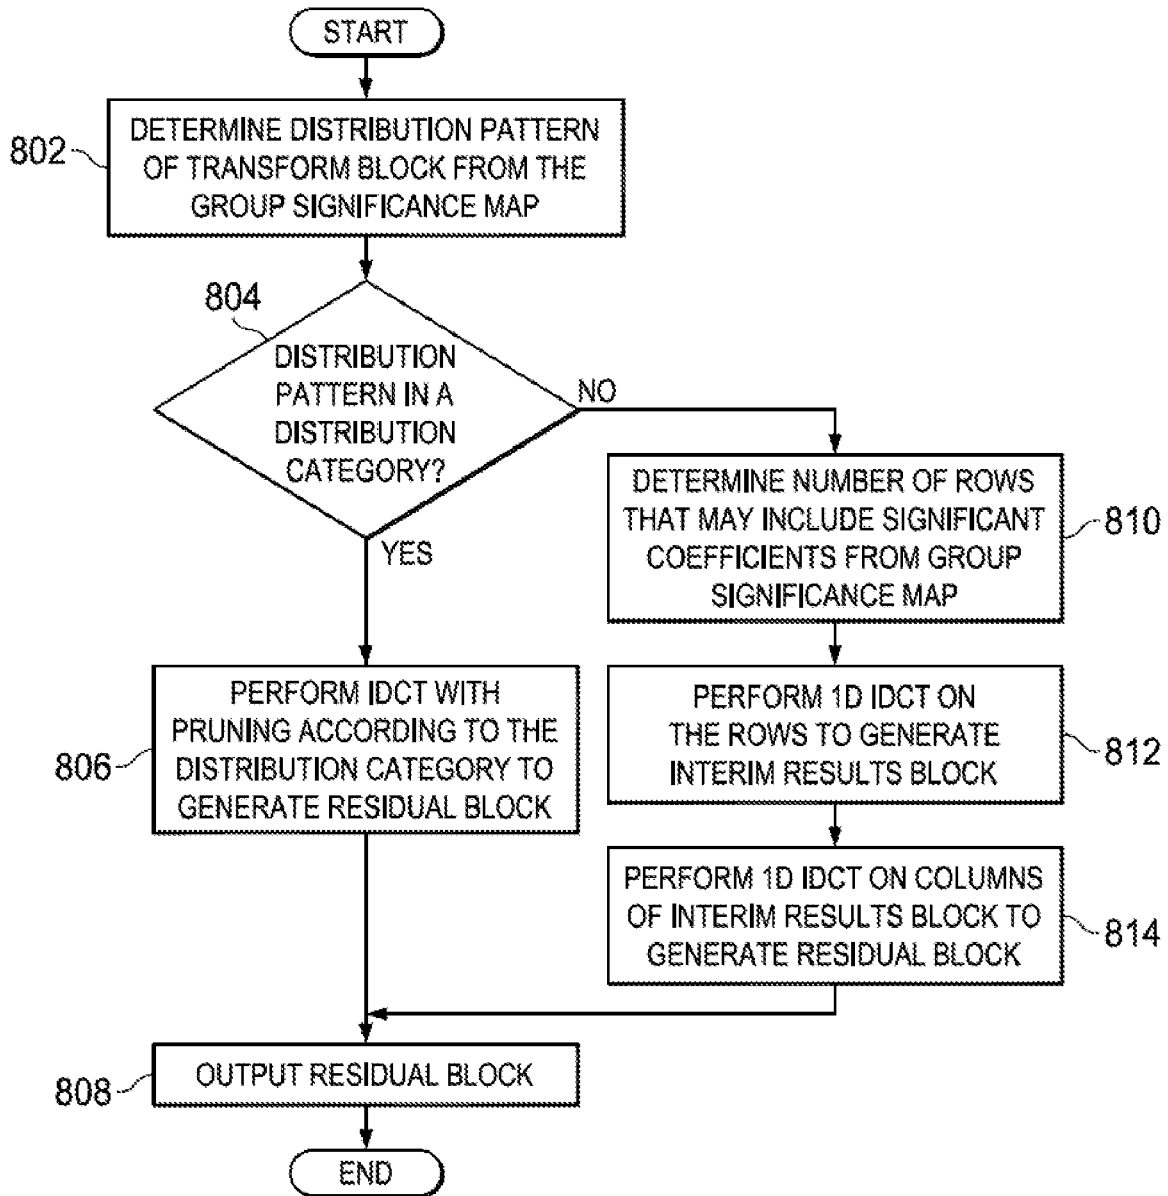 START
802
DETERMINE DISTRIBUTION PATTERN
OF TRANSFORM BLOCK FROM THE
GROUP SIGNIFICANCE MAP
804
DISTRIBUTION
PATTERN IN A
DISTRIBUTION
CATEGORY?
NO
YES
DETERMINE NUMBER OF ROWS
THAT MAY INCLUDE SIGNIFICANT
COEFFICIENTS FROM GROUP
SIGNIFICANCE MAP
810
PERFORM IDCT WITH
PRUNING ACCORDING TO THE
DISTRIBUTION CATEGORY TO
GENERATE RESIDUAL BLOCK
806
PERFORM 1D IDCT ON
THE ROWS TO GENERATE
INTERIM RESULTS BLOCK
812
PERFORM 1D IDCT ON COLUMNS
OF INTERIM RESULTS BLOCK TO
GENERATE RESIDUAL BLOCK
814
OUTPUT RESIDUAL BLOCK
808
END